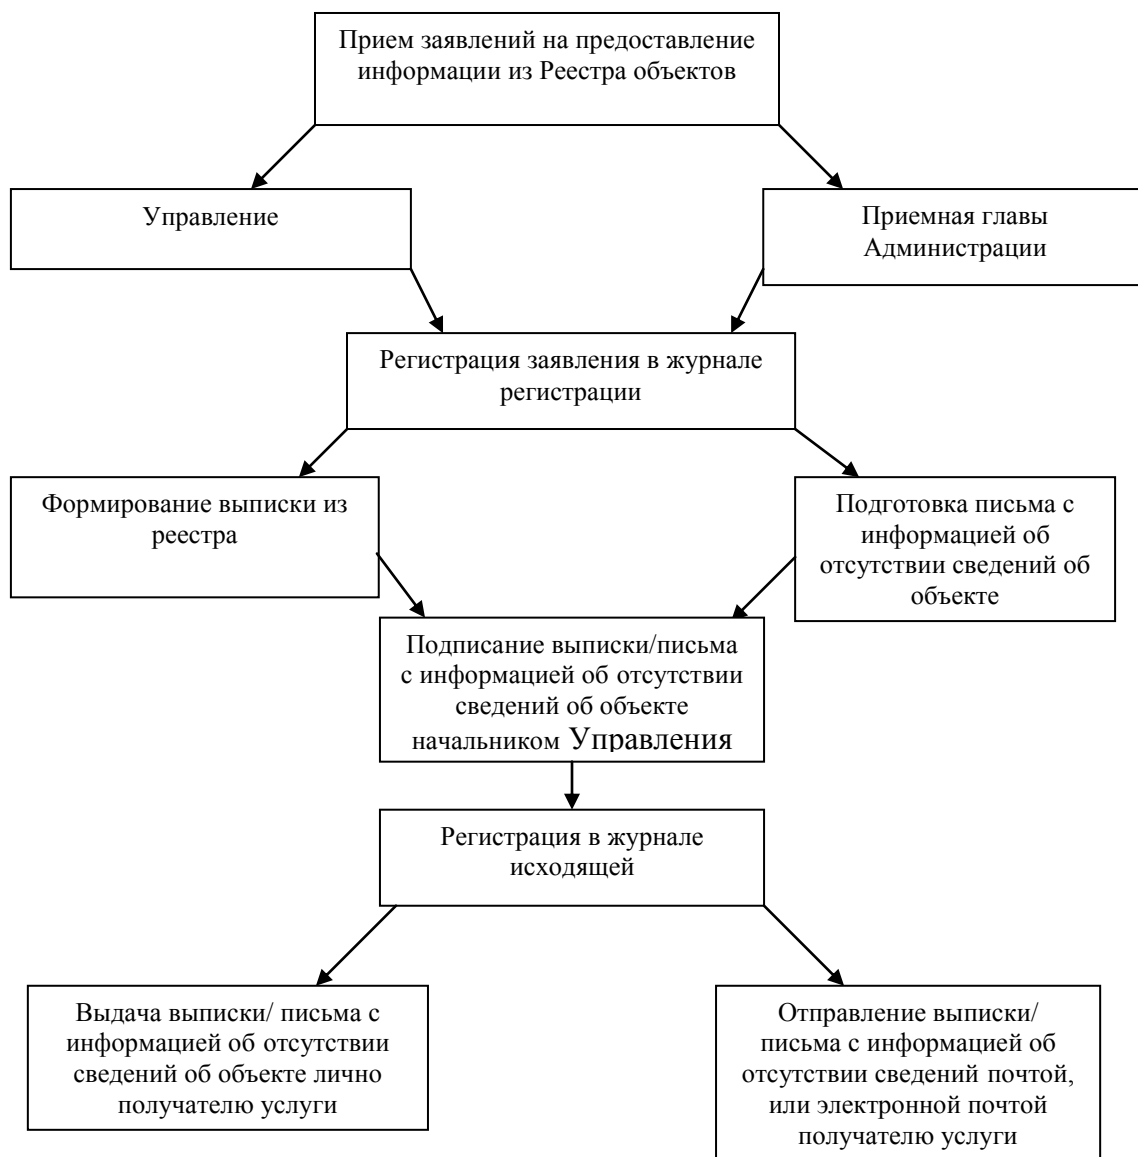 Прием заявлений на предоставление
информации из Реестра объектов
Управление
Приемная главы
Администрации
Регистрация заявления в журнале
регистрации
Формирование выписки из
реестра
Подготовка письма с
информацией об
отсутствии сведений об
объекте
Подписание выписки/письма
с информацией об отсутствии
сведений об объекте
начальником Управления
Регистрация в журнале
исходящей
Выдача выписки/ письма с
информацией об отсутствии
сведений об объекте лично
получателю услуги
Отправление выписки/
письма с информацией об
отсутствии сведений почтой,
или электронной почтой
получателю услуги